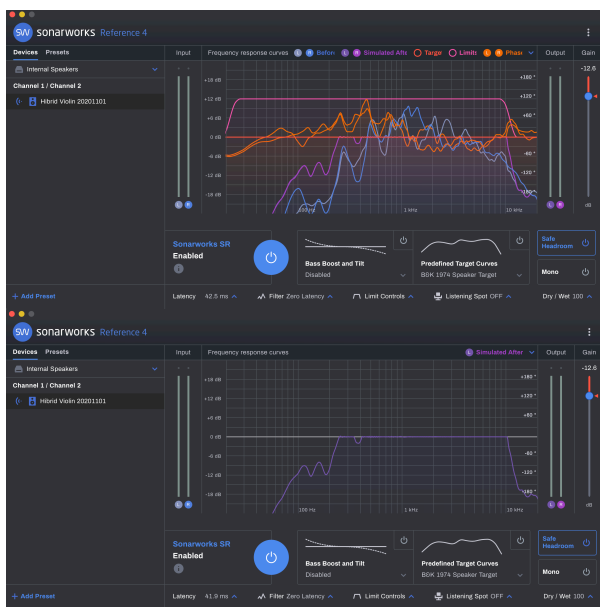 SW sonarworks Reference 4
Devices Presets Input Frequency response curves L R Before L R Simulated Afte Targe Limits L R Phase Output Gain
Internal Speakers
-12.6
Channel 1 / Channel 2
Hibrid Violin 20201101
+18 dB +180 °
+12 dB +120 °
+6 dB +60 °
0 dB
-6 dB -60 °
-12 dB -120 °
-18 dB -180 °
L R L R dB
100 Hz 1 kHz 10 kHz
Sonarworks SR
Enabled
i
Bass Boost and Tilt
Disabled
Predefined Target Curves
B&K 1974 Speaker Target
Safe
Headroom
Mono
+ Add Preset Latency 42.5 ms Filter Zero Latency Limit Controls Listening Spot OFF Dry / Wet 100
SW sonarworks Reference 4
Devices Presets Input Frequency response curves L Simulated After Output Gain
Internal Speakers
-12.6
Channel 1 / Channel 2
Hibrid Violin 20201101
+18 dB +180 °
+12 dB +120 °
+6 dB +60 °
0 dB
-6 dB -60 °
-12 dB -120 °
-18 dB -180 °
L R L R dB
100 Hz 1 kHz 10 kHz
Sonarworks SR
Enabled
i
Bass Boost and Tilt
Disabled
Predefined Target Curves
B&K 1974 Speaker Target
Safe
Headroom
Mono
+ Add Preset Latency 41.9 ms Filter Zero Latency Limit Controls Listening Spot OFF Dry / Wet 100